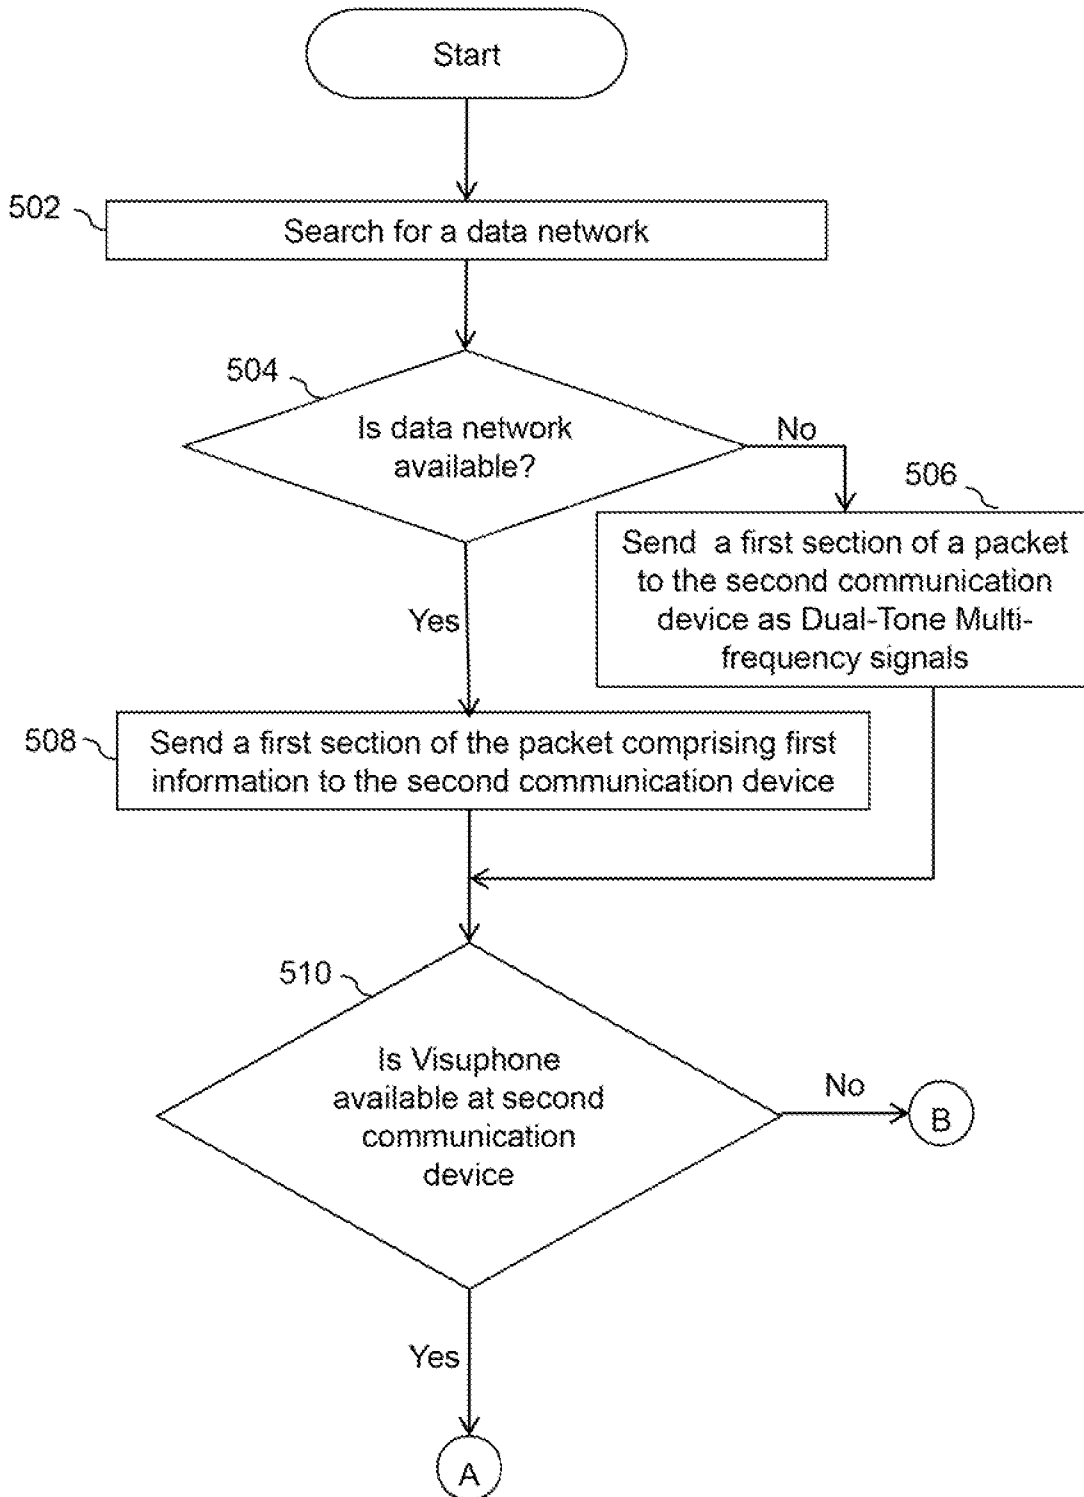 Start
502
Search for a data network
504
Is data network
available?
No
506
Send a first section of a packet
to the second communication
device as Dual-Tone Multi-
frequency signals
Yes
508
Send a first section of the packet comprising first
information to the second communication device
510
Is Visuphone
available at second
communication
device
No
B
Yes
A